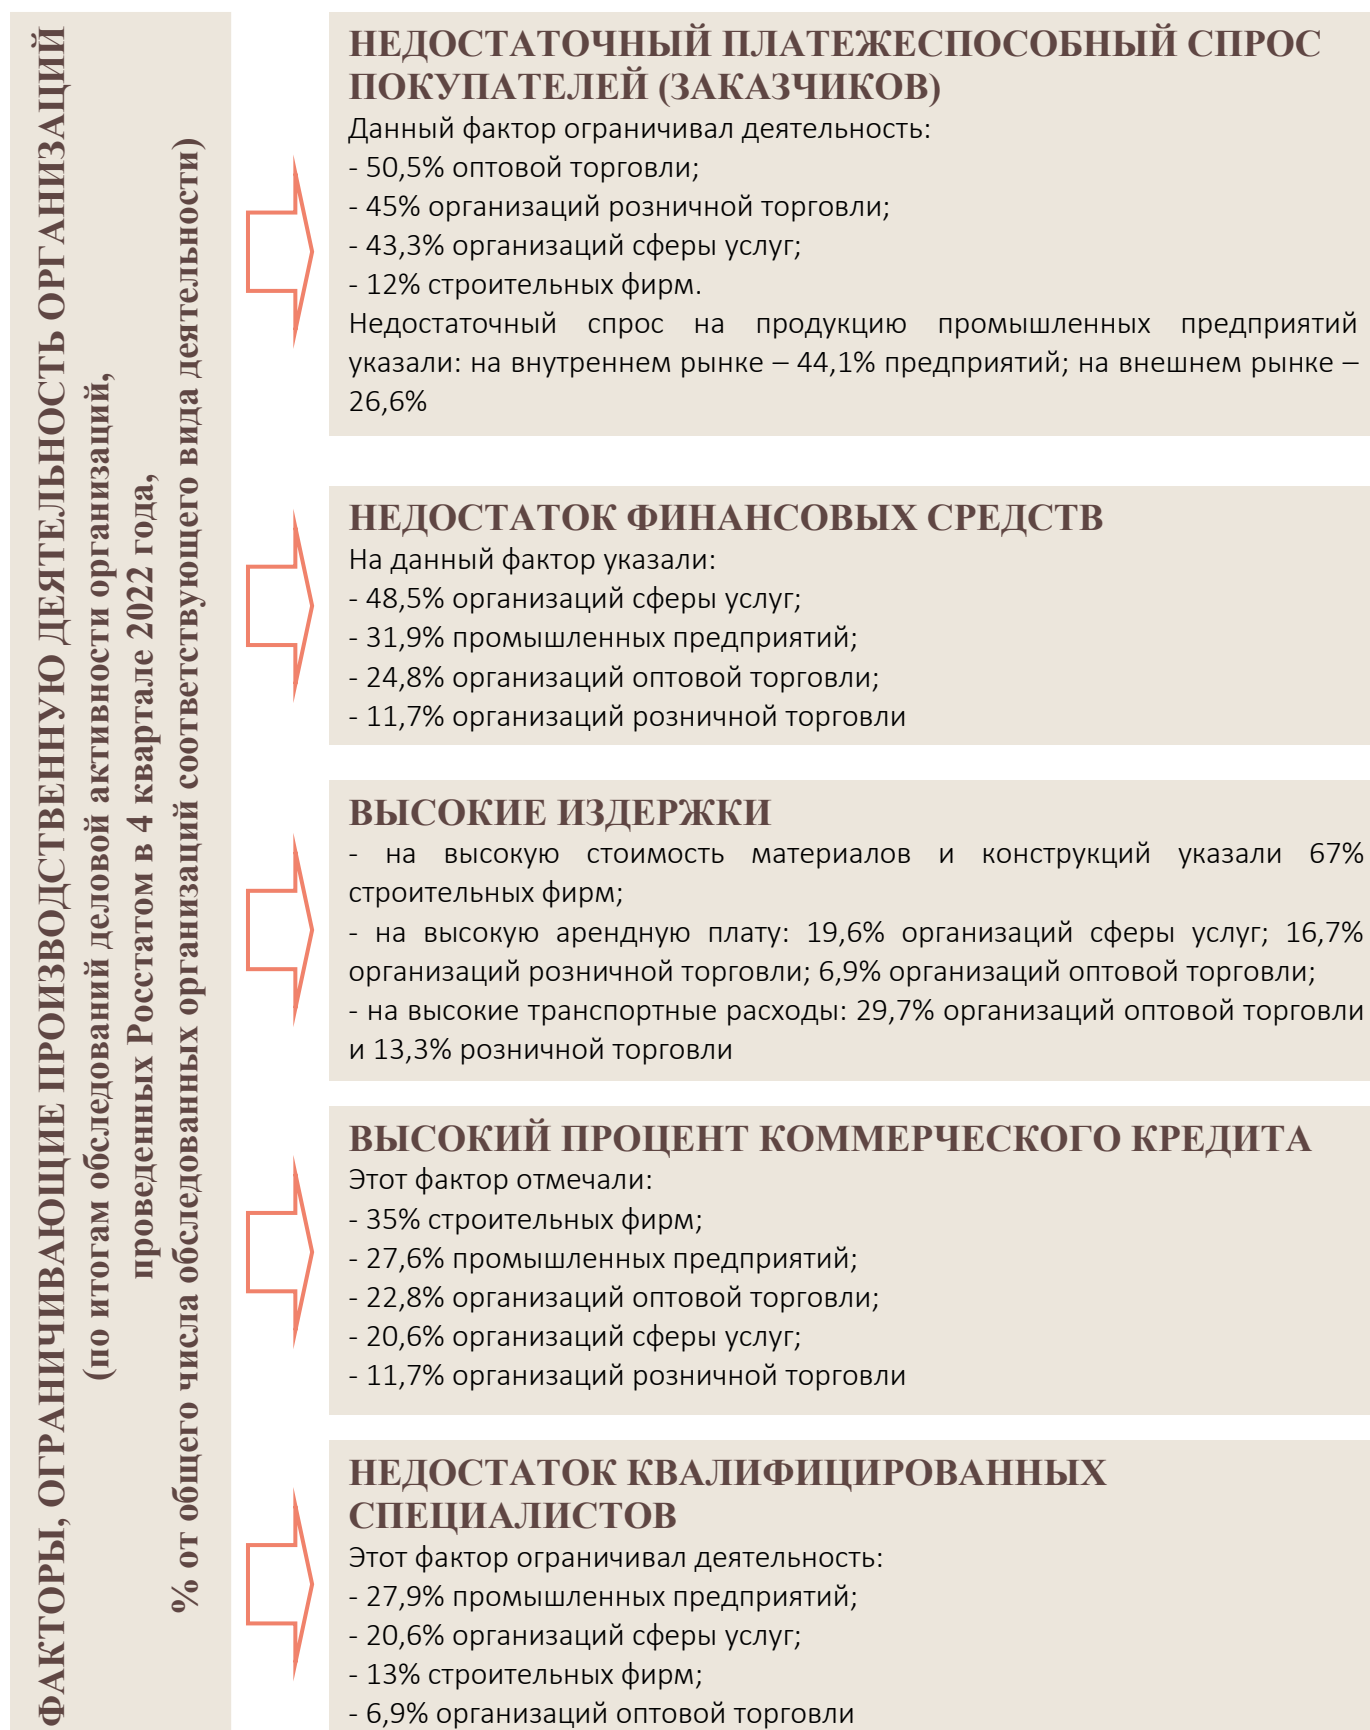 ФАКТОРЫ, ОГРАНИЧИВАЮЩИЕ ПРОИЗВОДСТВЕННУЮ ДЕЯТЕЛЬНОСТЬ ОРГАНИЗАЦИЙ
(по итогам обследований деловой активности организаций,
проведенных Росстатом в 4 квартале 2022 года,
% от общего числа обследованных организаций соответствующего вида деятельности)
НЕДОСТАТОЧНЫЙ ПЛАТЕЖЕСПОСОБНЫЙ СПРОС
ПОКУПАТЕЛЕЙ (ЗАКАЗЧИКОВ)
Данный фактор ограничивал деятельность:
- 50,5% оптовой торговли;
- 45% организаций розничной торговли;
- 43,3% организаций сферы услуг;
- 12% строительных фирм.
Недостаточный спрос на продукцию промышленных предприятий
указали: на внутреннем рынке – 44,1% предприятий; на внешнем рынке –
26,6%
НЕДОСТАТОК ФИНАНСОВЫХ СРЕДСТВ
На данный фактор указали:
- 48,5% организаций сферы услуг;
- 31,9% промышленных предприятий;
- 24,8% организаций оптовой торговли;
- 11,7% организаций розничной торговли
ВЫСОКИЕ ИЗДЕРЖКИ
- на высокую стоимость материалов и конструкций указали 67%
строительных фирм;
- на высокую арендную плату: 19,6% организаций сферы услуг; 16,7%
организаций розничной торговли; 6,9% организаций оптовой торговли;
- на высокие транспортные расходы: 29,7% организаций оптовой торговли
и 13,3% розничной торговли
ВЫСОКИЙ ПРОЦЕНТ КОММЕРЧЕСКОГО КРЕДИТА
Этот фактор отмечали:
- 35% строительных фирм;
- 27,6% промышленных предприятий;
- 22,8% организаций оптовой торговли;
- 20,6% организаций сферы услуг;
- 11,7% организаций розничной торговли
НЕДОСТАТОК КВАЛИФИЦИРОВАННЫХ
СПЕЦИАЛИСТОВ
Этот фактор ограничивал деятельность:
- 27,9% промышленных предприятий;
- 20,6% организаций сферы услуг;
- 13% строительных фирм;
- 6,9% организаций оптовой торговли